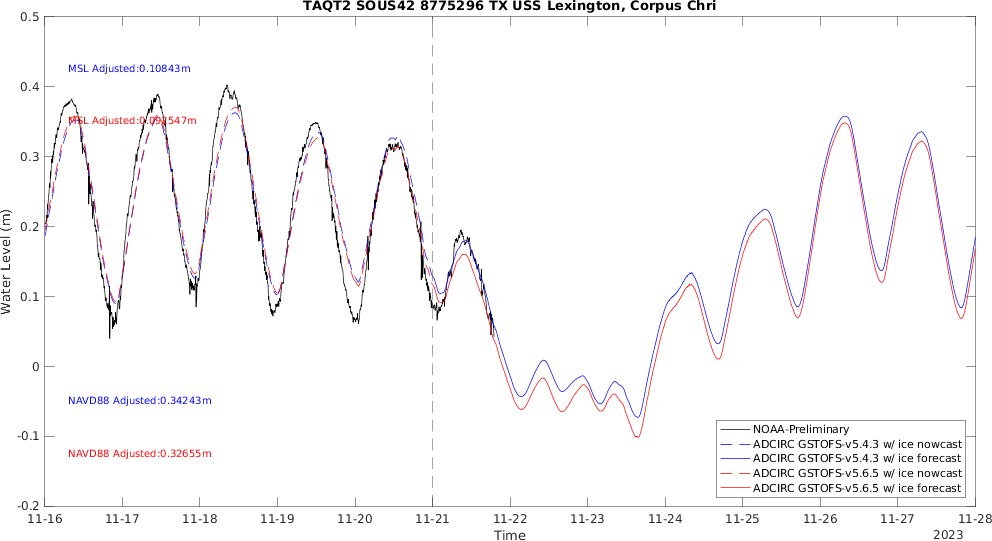 TAQT2 SOUS42 8775296 TX USS Lexington, Corpus Chri
0.5
0.4
0.3
0.2
0.1
0
-0.1
-0.2
Water Level (m)
MSL Adjusted:0.10843m
MSL Adjusted:0.092547m
NAVD88 Adjusted:0.34243m
NAVD88 Adjusted:0.32655m
NOAA-Preliminary
ADCIRC GSTOFS-v5.4.3 w/ ice nowcast
ADCIRC GSTOFS-v5.4.3 w/ ice forecast
ADCIRC GSTOFS-v5.6.5 w/ ice nowcast
ADCIRC GSTOFS-v5.6.5 w/ ice forecast
11-16 11-17 11-18 11-19 11-20 11-21 11-22 11-23 11-24 11-25 11-26 11-27 11-28
Time
2023